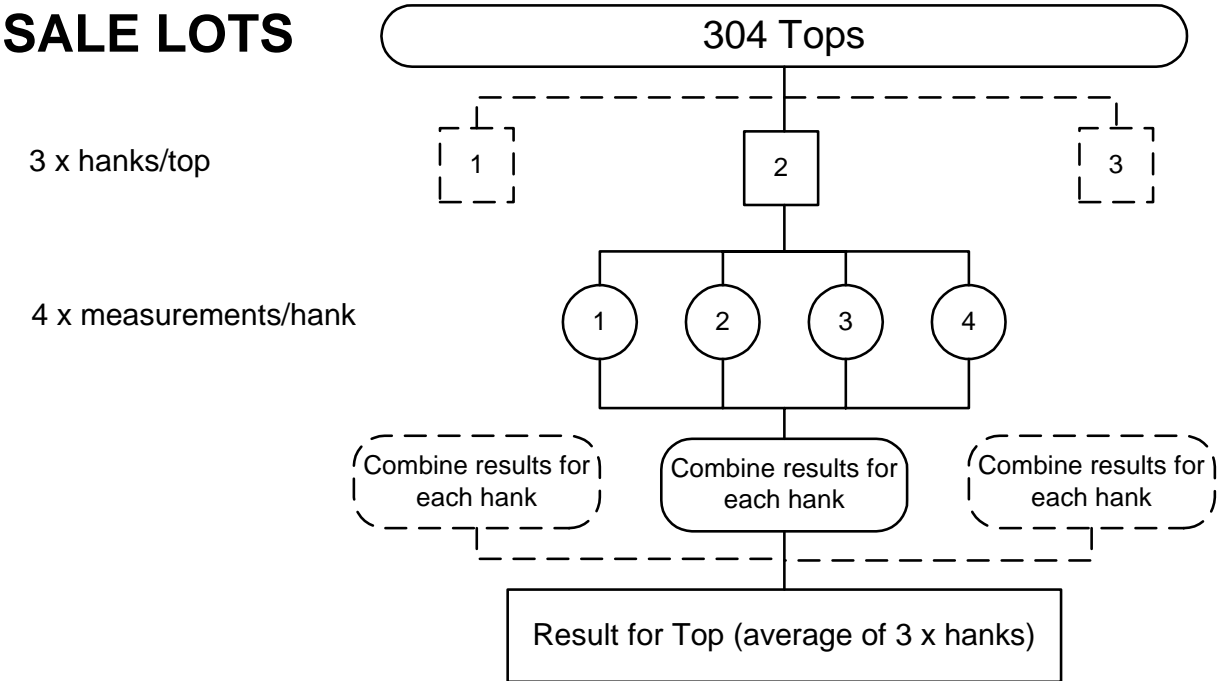 SALE LOTS
304 Tops
3 x hanks/top
1
2
3
4 x measurements/hank
1
2
3
4
Combine results for
each hank
Combine results for
each hank
Combine results for
each hank
Result for Top (average of 3 x hanks)